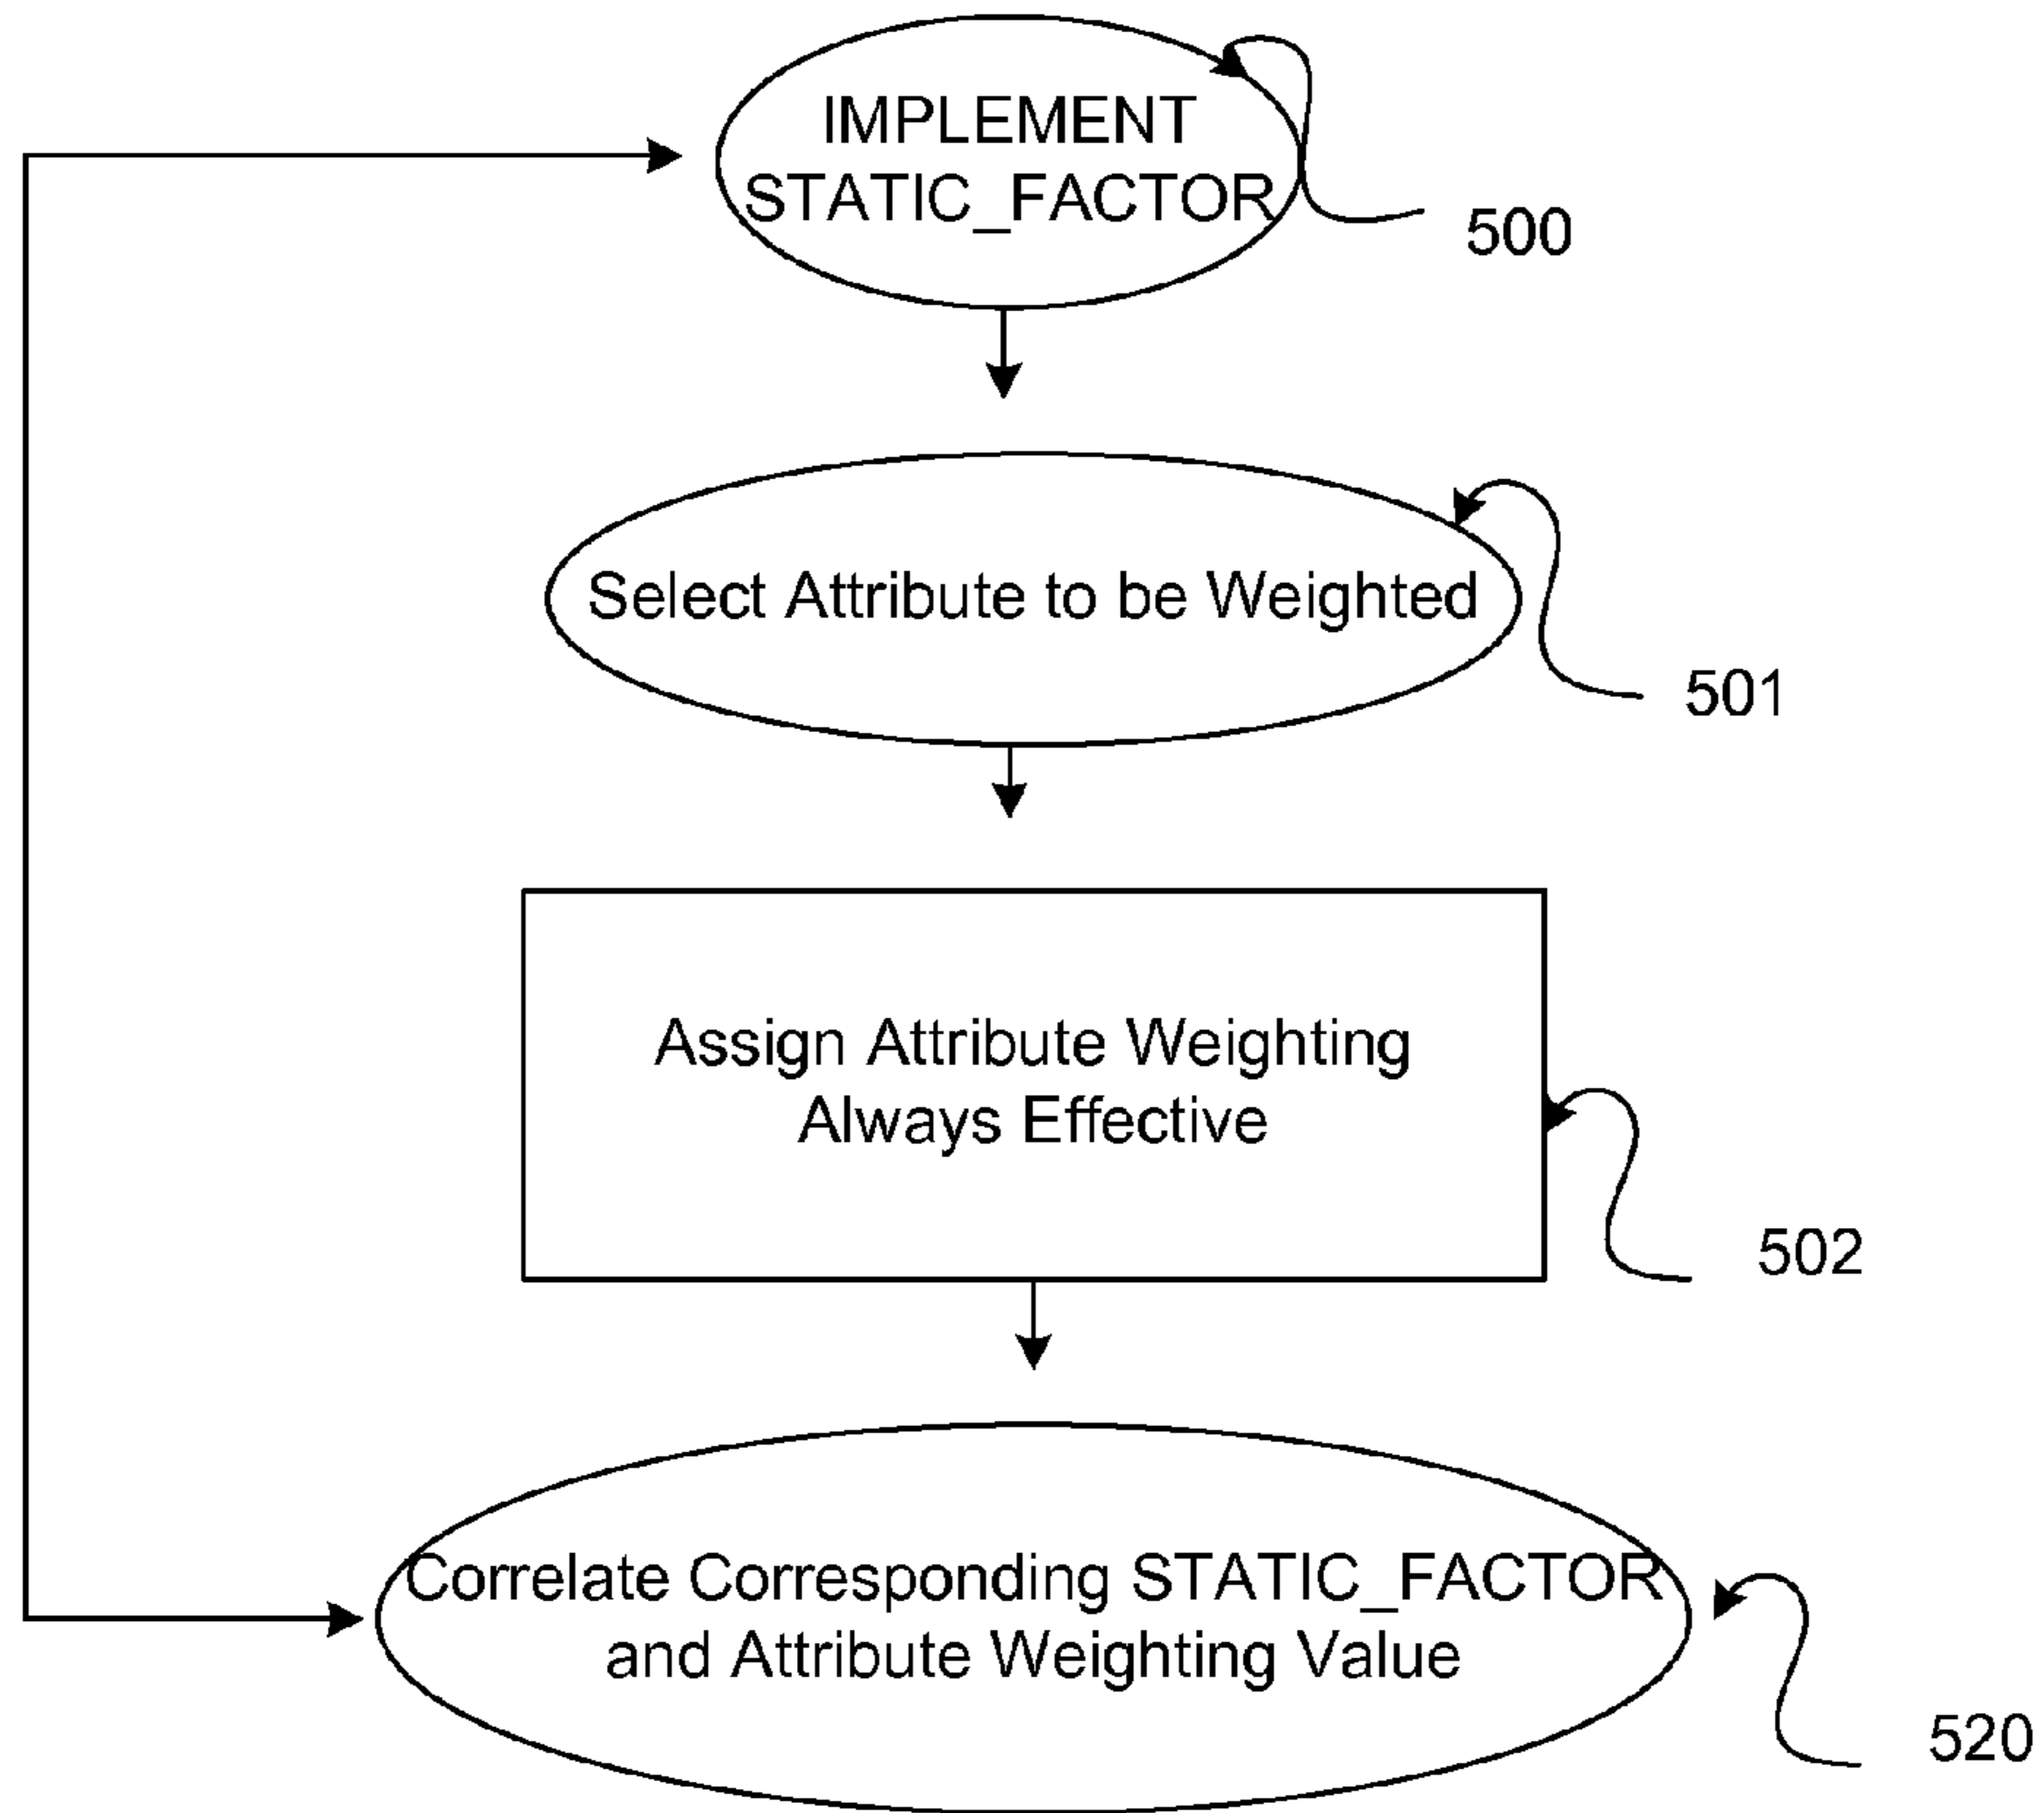 IMPLEMENT
STATIC_FACTOR
500
Select Attribute to be Weighted
501
Assign Attribute Weighting
Always Effective
502
Correlate Corresponding STATIC_FACTOR
and Attribute Weighting Value
520